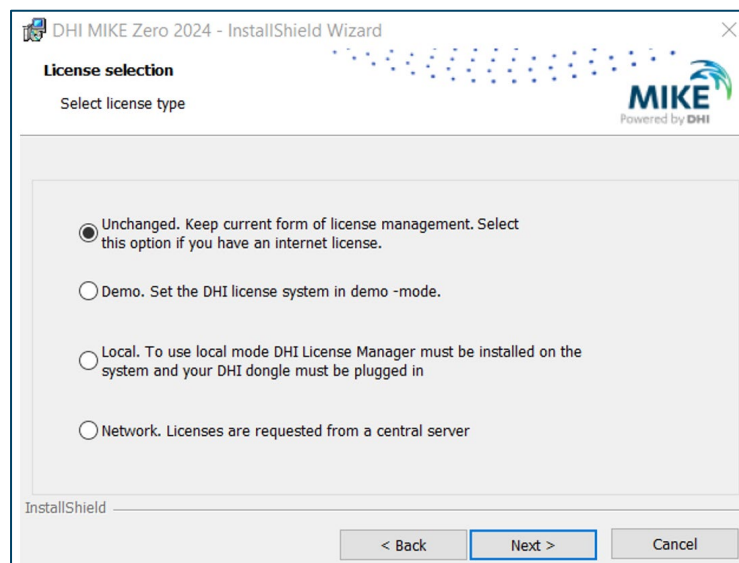 DHI MIKE Zero 2024 - InstallShield Wizard
License selection
Select license type
MIKE
Powered by DHI
Unchanged. Keep current form of license management. Select
this option if you have an internet license.
Demo. Set the DHI license system in demo -mode.
Local. To use local mode DHI License Manager must be installed on the
system and your DHI dongle must be plugged in
Network. Licenses are requested from a central server
InstallShield
< Back
Next >
Cancel